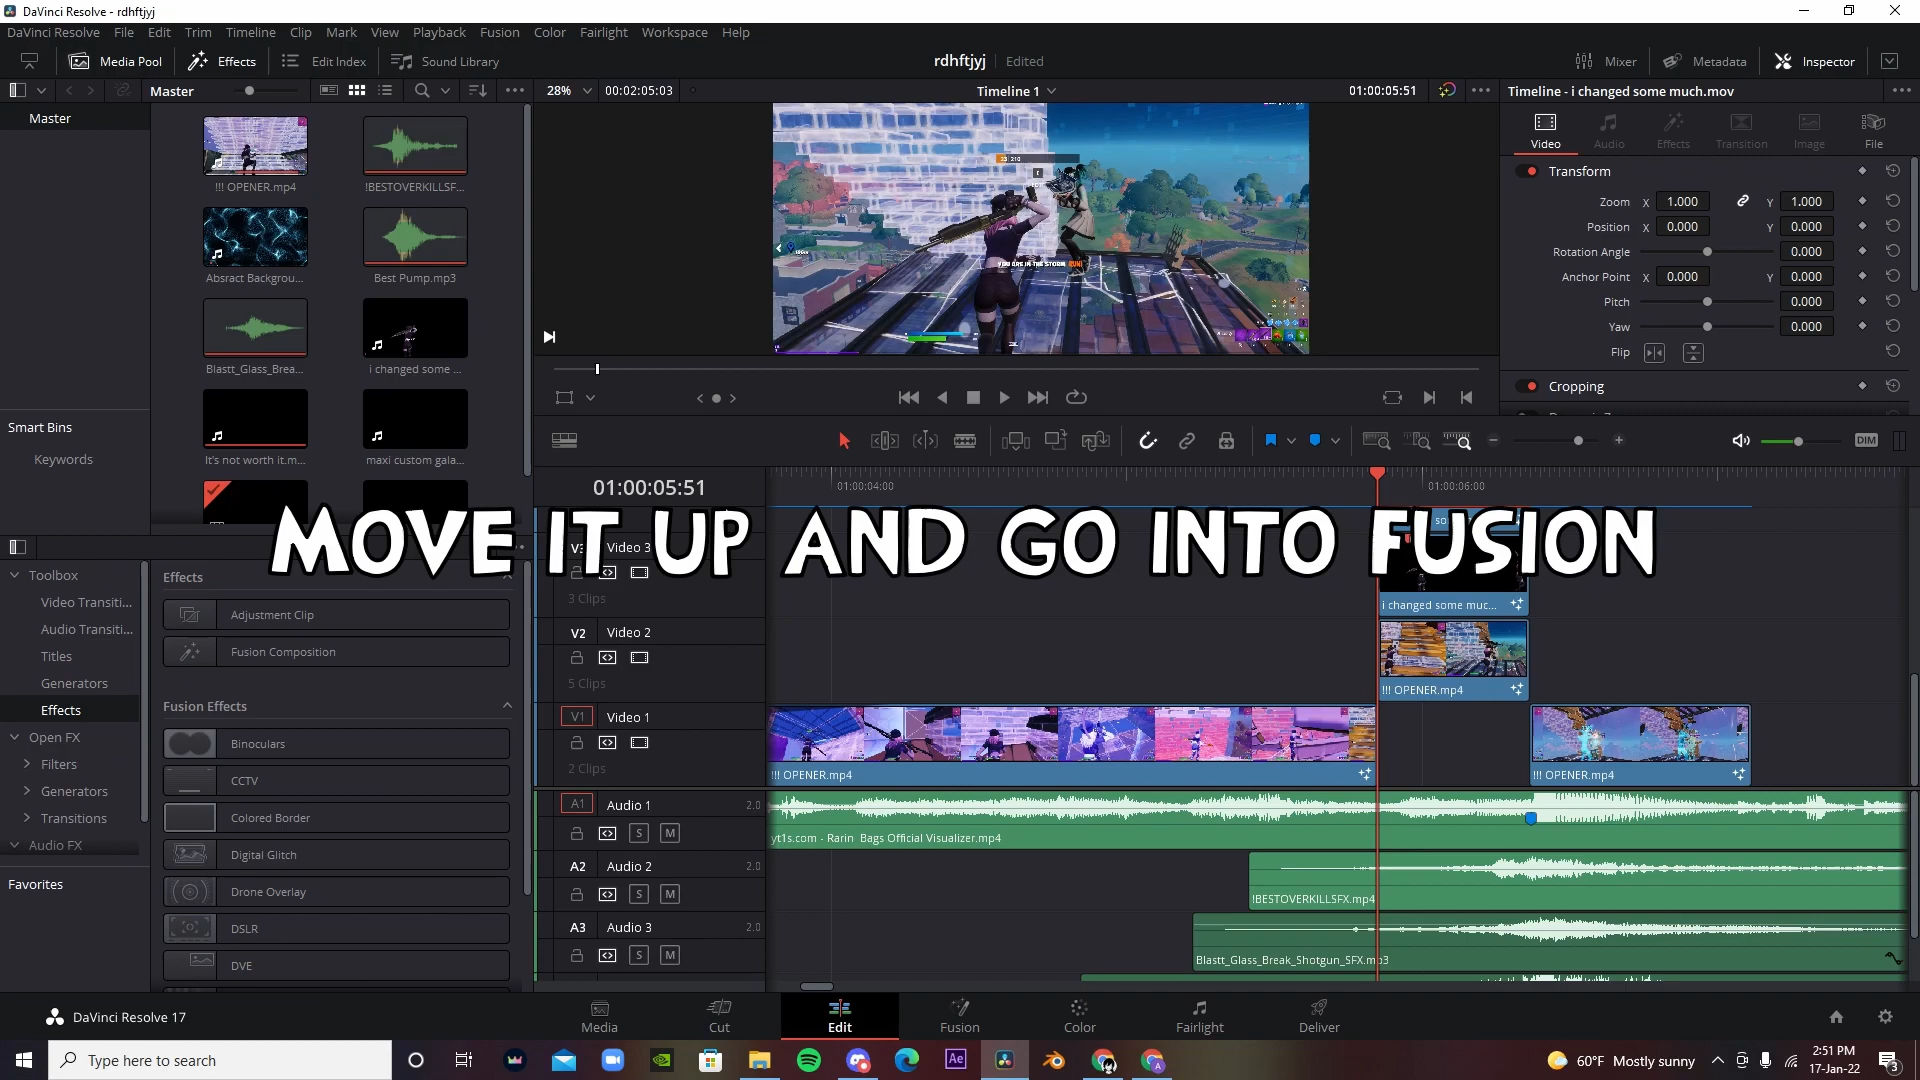 DaVinci Resolve - rdhftjyj
DaVinci Resolve File Edit Trim Timeline Clip Mark View Playback Fusion Color Fairlight Workspace Help
Media Pool Effects Edit Index Sound Library rdhftjyj Edited Mixer Metadata Inspector
Master 28% 00:02:05:03 Timeline 1 01:00:05:51 Timeline - i changed some much.mov
Master
Video Audio Effects Transition Image File
!!! OPENER.mp4 !BESTOVERKILLSF...
Absract Backgrou... Best Pump.mp3
Blastt_Glass_Brea... i changed some ...
It's not worth it.m... maxi custom gala...
Smart Bins
Keywords
YOU ARE IN THE STORM RUN!
Transform
Zoom X 1.000 Y 1.000
Position X 0.000 Y 0.000
Rotation Angle 0.000
Anchor Point X 0.000 Y 0.000
Pitch 0.000
Yaw 0.000
Flip
Cropping
DIM
01:00:05:51 01:00:04:00 01:00:06:00
MOVE IT UP AND GO INTO FUSION
Toolbox
Video Transiti...
Audio Transiti...
Titles
Generators
Effects
Open FX
Filters
Generators
Transitions
Audio FX
Favorites
Effects
Adjustment Clip
Fusion Composition
Fusion Effects
Binoculars
CCTV
Colored Border
Digital Glitch
Drone Overlay
DSLR
DVE
V3 Video 3
3 Clips
i changed some muc...
V2 Video 2
5 Clips
!!! OPENER.mp4
V1 Video 1
2 Clips
!!! OPENER.mp4 !!! OPENER.mp4
A1 Audio 1 2.0
S M
yt1s.com - Rarin Bags Official Visualizer.mp4
A2 Audio 2 2.0
S M
!BESTOVERKILLSFX.mp4
A3 Audio 3 2.0
S M
Blastt_Glass_Break_Shotgun_SFX.mp3
DaVinci Resolve 17
Media Cut Edit Fusion Color Fairlight Deliver
Type here to search
Ae
60°F Mostly sunny
2:51 PM
17-Jan-22
3